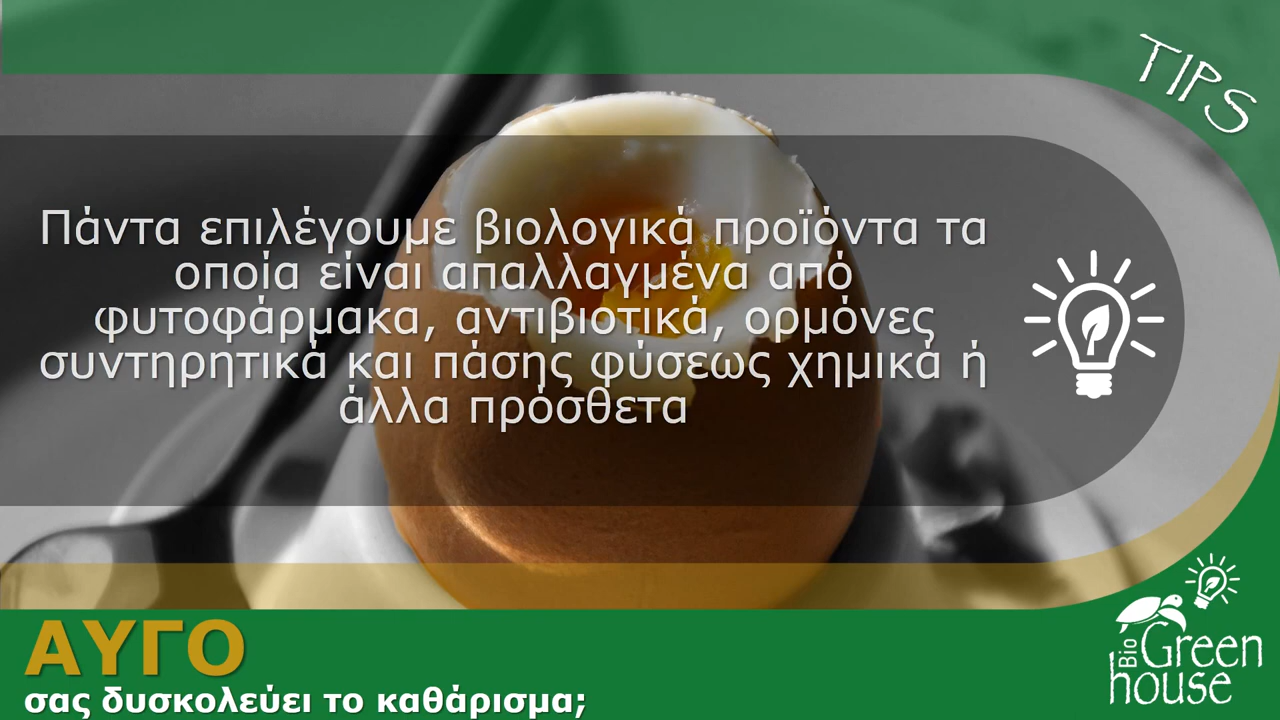 TIPS
Πάντα επιλέγουμε βιολογικά προϊόντα τα
οποία είναι απαλλαγμένα από
φυτοφάρμακα, αντιβιοτικά, ορμόνες
συντηρητικά και πάσης φύσεως χημικά ή
άλλα πρόσθετα
ΑΥΓΟ
σας δυσκολεύει το καθάρισμα;
Bio Green
house